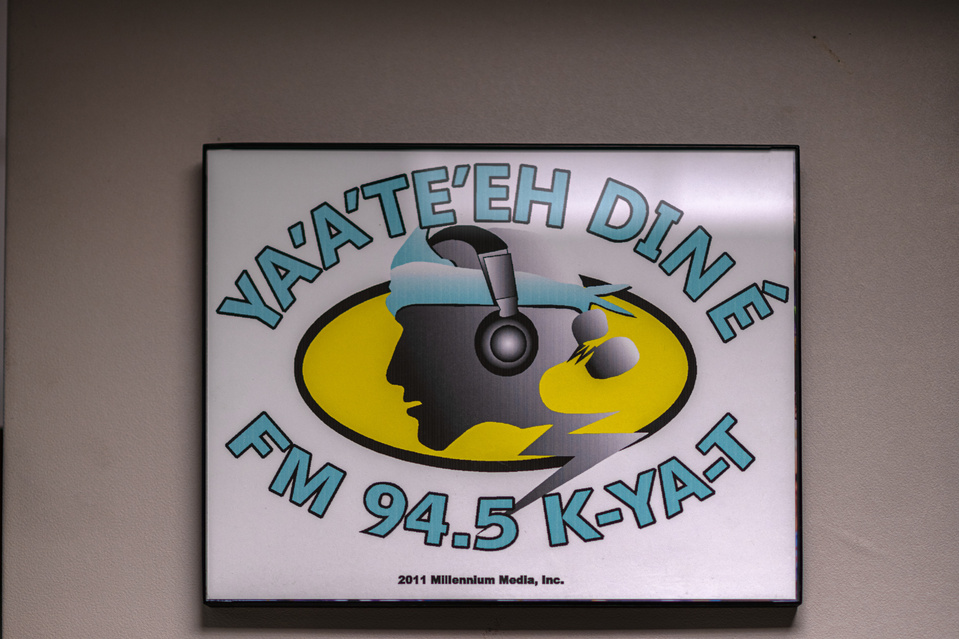 YA'A'TE'EH DINÉ
FM 94.5 K-YA-T
2011 Millennium Media, Inc.